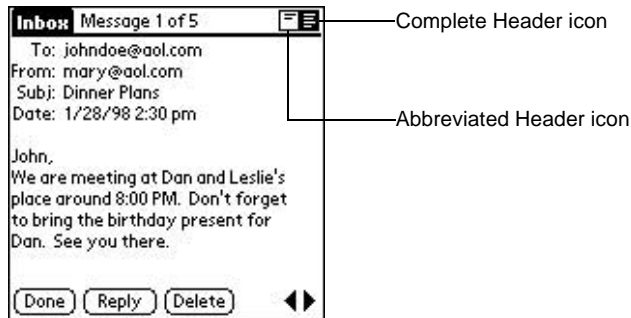 Inbox Message 1 of 5
Complete Header icon
To: johndoe@aol.com
From: mary@aol.com
Subj: Dinner Plans
Date: 1/28/98 2:30 pm
Abbreviated Header icon
John,
We are meeting at Dan and Leslie's
place around 8:00 PM. Don't forget
to bring the birthday present for
Dan. See you there.
Done Reply Delete